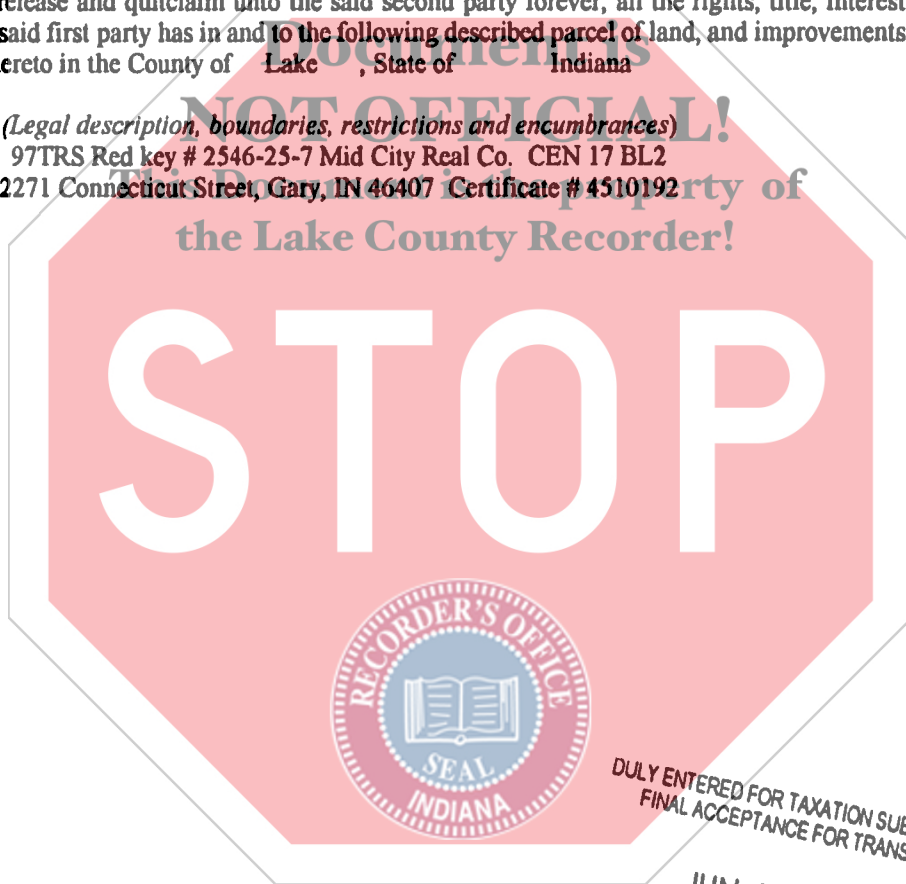 release and quitclaim unto the said second party forever, all the rights, title, interest
said first party has in and to the following described parcel of land, and improvements
ereto in the County of Lake , State of Indiana
Document is
NOT OFFICIAL!
(Legal description, boundaries, restrictions and encumbrances)
97TRS Red key # 2546-25-7 Mid City Real Co. CEN 17 BL2
2271 Connecticut Street, Gary, IN 46407 Certificate # 4510192
This Document is the property of
the Lake County Recorder!
STOP
RECORDER'S OFFICE
SEAL
INDIANA
DULY ENTERED FOR TAXATION SUB
FINAL ACCEPTANCE FOR TRANS